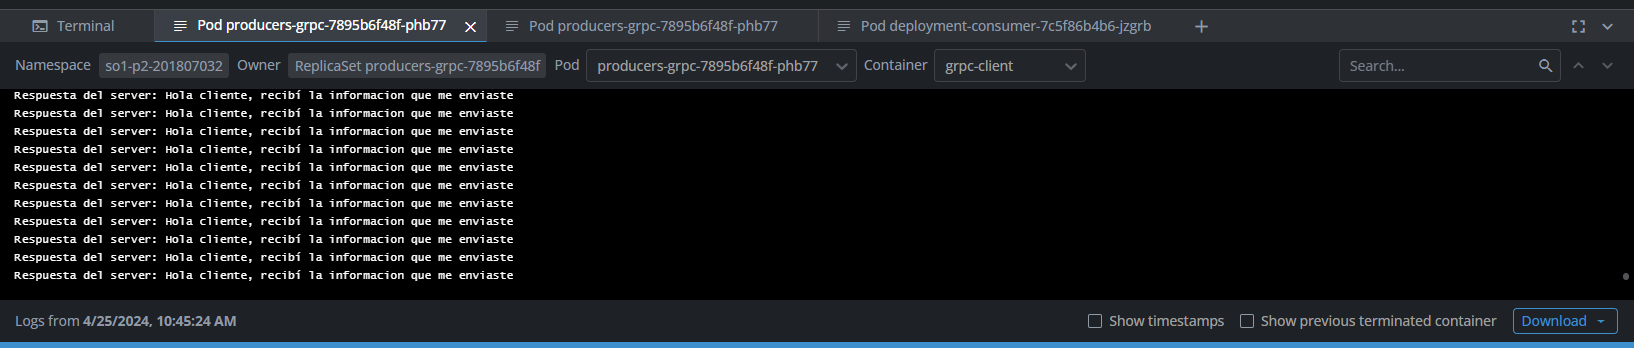 Terminal
Pod producers-grpc-7895b6f48f-phb77
Pod producers-grpc-7895b6f48f-phb77
Pod deployment-consumer-7c5f86b4b6-jzgrb
Namespace so1-p2-201807032 Owner ReplicaSet producers-grpc-7895b6f48f Pod producers-grpc-7895b6f48f-phb77 Container grpc-client Search...
Respuesta del server: Hola cliente, recibí la informacion que me enviaste
Respuesta del server: Hola cliente, recibí la informacion que me enviaste
Respuesta del server: Hola cliente, recibí la informacion que me enviaste
Respuesta del server: Hola cliente, recibí la informacion que me enviaste
Respuesta del server: Hola cliente, recibí la informacion que me enviaste
Respuesta del server: Hola cliente, recibí la informacion que me enviaste
Respuesta del server: Hola cliente, recibí la informacion que me enviaste
Respuesta del server: Hola cliente, recibí la informacion que me enviaste
Respuesta del server: Hola cliente, recibí la informacion que me enviaste
Respuesta del server: Hola cliente, recibí la informacion que me enviaste
Respuesta del server: Hola cliente, recibí la informacion que me enviaste
Logs from 4/25/2024, 10:45:24 AM Show timestamps Show previous terminated container Download